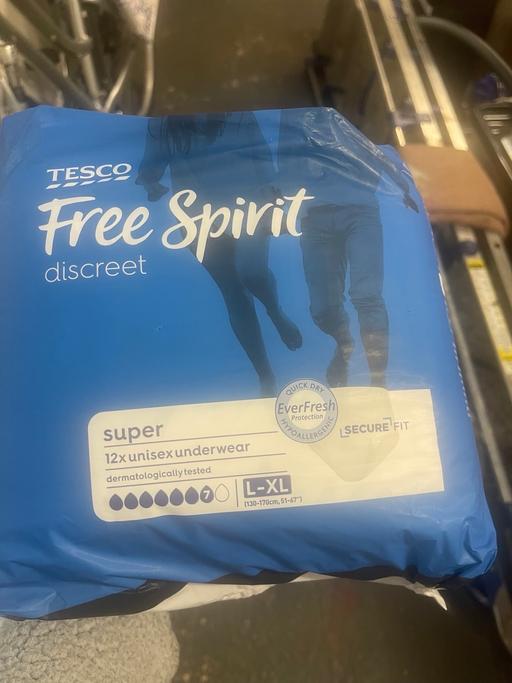 TESCO
Free Spirit
discreet
QUICK DRY
EverFresh
Protection
HYPOALLERGENIC
SECURE FIT
super
12x unisex underwear
dermatologically tested
7
L-XL
(130-170cm, 51-67")